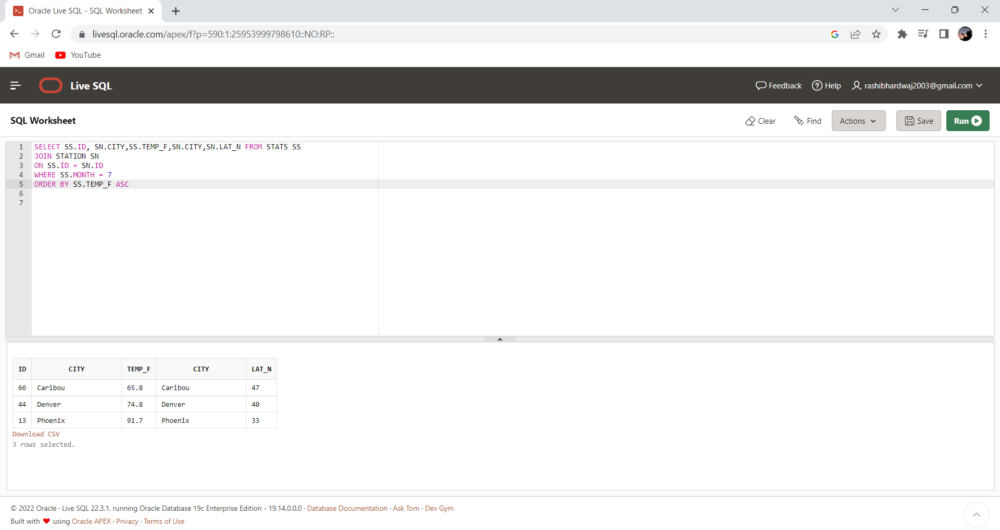 Oracle Live SQL - SQL Worksheet
livesql.oracle.com/apex/f?p=590:1:25953999798610::NO:RP::
Gmail YouTube
Live SQL
Feedback Help rashibhardwaj2003@gmail.com
SQL Worksheet
Clear Find Actions Save Run
1 SELECT SS.ID, SN.CITY,SS.TEMP_F,SN.CITY,SN.LAT_N FROM STATS SS
2 JOIN STATION SN
3 ON SS.ID = SN.ID
4 WHERE SS.MONTH = 7
5 ORDER BY SS.TEMP_F ASC
6
7
ID CITY TEMP_F CITY LAT_N
66 Caribou 65.8 Caribou 47
44 Denver 74.8 Denver 40
13 Phoenix 91.7 Phoenix 33
Download CSV
3 rows selected.
© 2022 Oracle · Live SQL 22.3.1, running Oracle Database 19c Enterprise Edition - 19.14.0.0.0 · Database Documentation · Ask Tom · Dev Gym
Built with ❤ using Oracle APEX · Privacy · Terms of Use